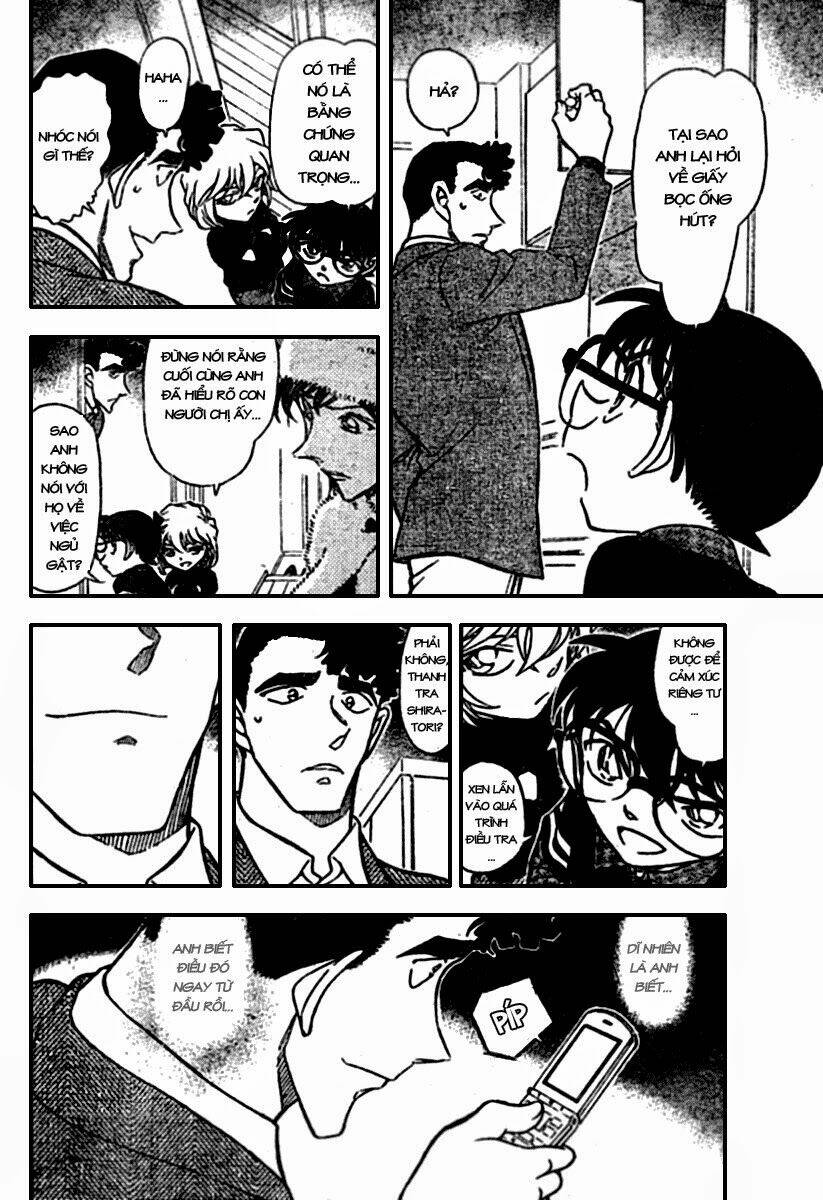 TẠI SAO
ANH LẠI HỎI
VỀ GIẤY
BỌC ỐNG
HÚT?
HẢ?
CÓ THỂ
NÓ LÀ
BẰNG
CHỨNG
QUAN
TRỌNG...
HAHA
...
NHÓC NÓI
GÌ THẾ?
ĐỪNG NÓI RẰNG
CUỐI CÙNG ANH
ĐÃ HIỂU RÕ CON
NGƯỜI CHỊ ẤY...
SAO
ANH
KHÔNG
NÓI VỚI
HỌ VỀ
VIỆC
NGỦ
GẬT?
KHÔNG
ĐƯỢC ĐỂ
CẢM XÚC
RIÊNG TƯ
...
XEN LẪN
VÀO QUÁ
TRÌNH
ĐIỀU TRA
...
PHẢI
KHÔNG,
THANH
TRA
SHIRA-
TORI?
DĨ NHIÊN
LÀ ANH
BIẾT...
PÍP
ANH BIẾT
ĐIỀU ĐÓ
NGAY TỪ
ĐẦU RỒI...